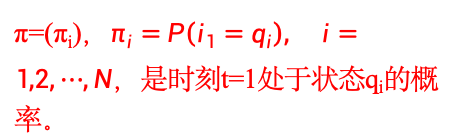 π=(πᵢ)，πᵢ = P(i₁ = qᵢ), i =
1,2, ⋯, N，是时刻t=1处于状态qᵢ的概
率。